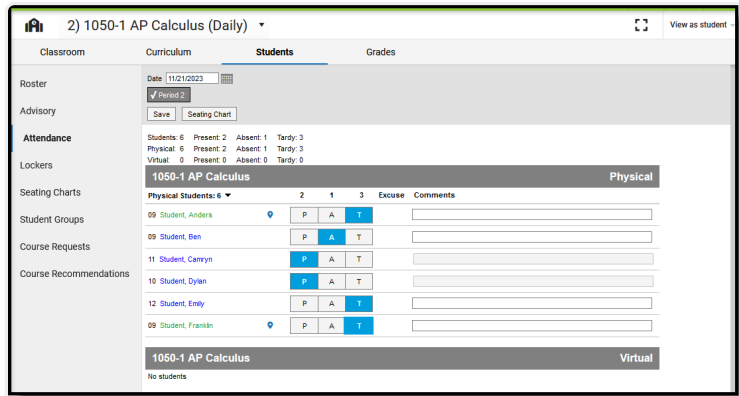 2) 1050-1 AP Calculus (Daily)
View as student
Classroom Curriculum Students Grades
Roster
Advisory
Attendance
Lockers
Seating Charts
Student Groups
Course Requests
Course Recommendations
Date 11/21/2023
✓ Period 2
Save Seating Chart
Students: 6 Present: 2 Absent: 1 Tardy: 3
Physical: 6 Present: 2 Absent: 1 Tardy: 3
Virtual: 0 Present: 0 Absent: 0 Tardy: 0
1050-1 AP Calculus Physical
Physical Students: 6 2 1 3 Excuse Comments
09 Student, Anders P A T
09 Student, Ben P A T
11 Student, Camryn P A T
10 Student, Dylan P A T
12 Student, Emily P A T
09 Student, Franklin P A T
1050-1 AP Calculus Virtual
No students